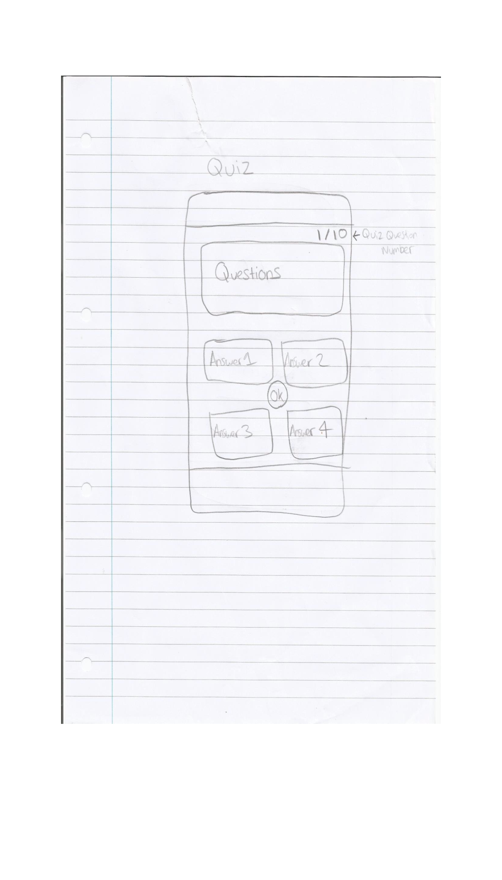 Quiz
1/10 ← Quiz Question
Number
Questions
Answer 1 Answer 2
OK
Answer 3 Answer 4